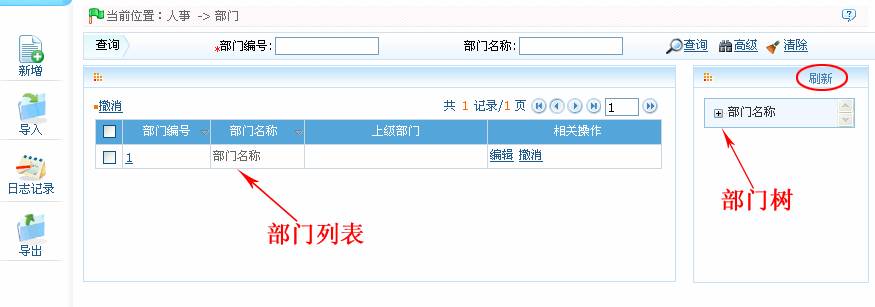 当前位置：人事 -> 部门
查询
*部门编号:
部门名称:
查询
高级
清除
新增
导入
日志记录
导出
撤消
共 1 记录/1 页
1
部门编号 部门名称 上级部门 相关操作
1 部门名称 编辑 撤消
部门列表
刷新
部门名称
部门树